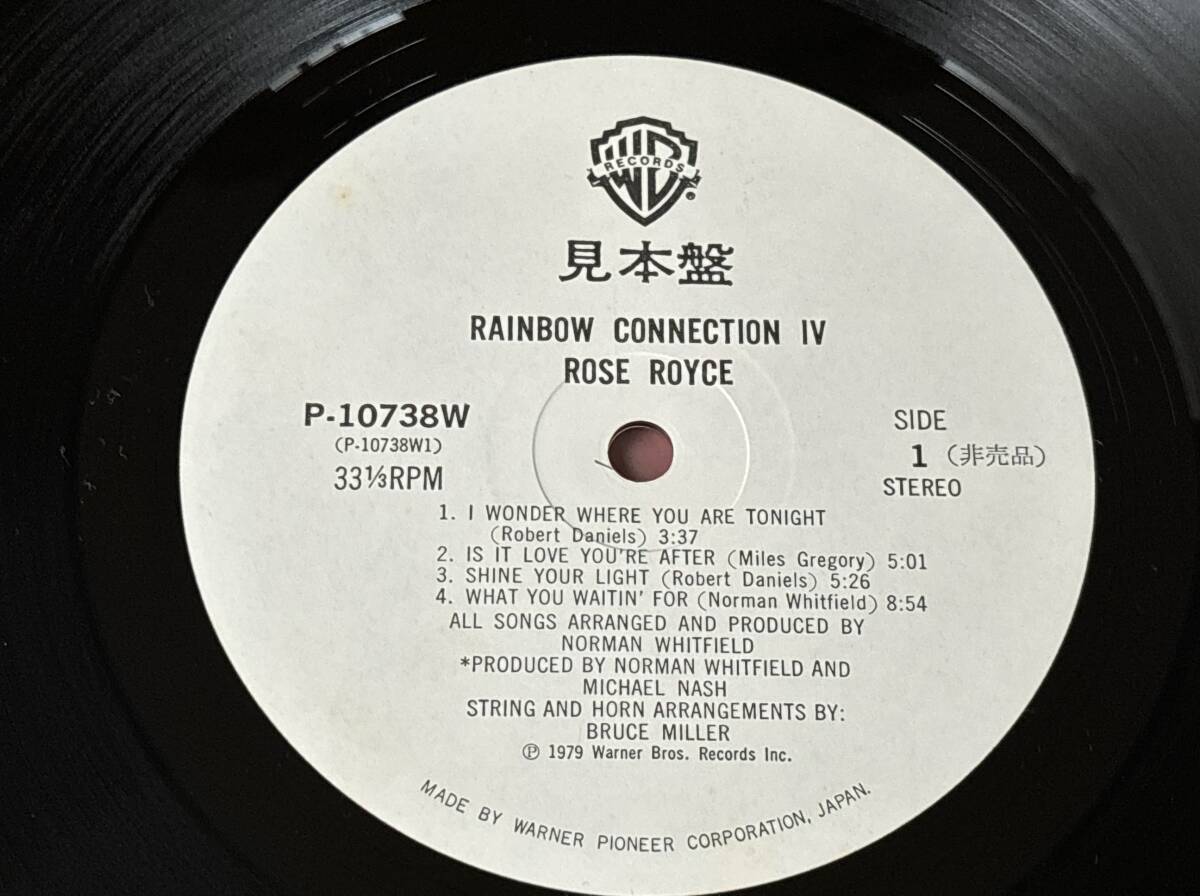 RECORDS
見本盤
RAINBOW CONNECTION IV
ROSE ROYCE
P-10738W
(P-10738W1)
33⅓RPM
SIDE
1 (非売品)
STEREO
1. I WONDER WHERE YOU ARE TONIGHT
(Robert Daniels) 3:37
2. IS IT LOVE YOU'RE AFTER (Miles Gregory) 5:01
3. SHINE YOUR LIGHT (Robert Daniels) 5:26
4. WHAT YOU WAITIN' FOR (Norman Whitfield) 8:54
ALL SONGS ARRANGED AND PRODUCED BY
NORMAN WHITFIELD
*PRODUCED BY NORMAN WHITFIELD AND
MICHAEL NASH
STRING AND HORN ARRANGEMENTS BY:
BRUCE MILLER
℗ 1979 Warner Bros. Records Inc.
MADE BY WARNER PIONEER CORPORATION, JAPAN.